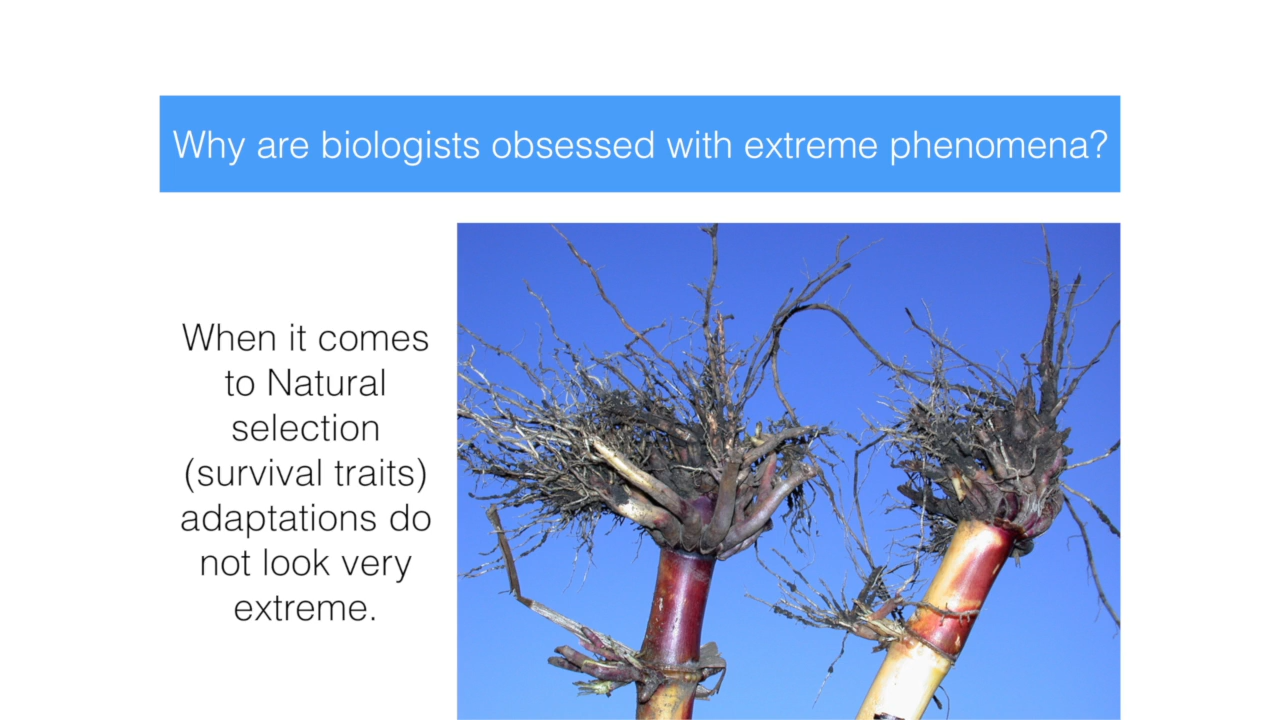 Why are biologists obsessed with extreme phenomena?
When it comes
to Natural
selection
(survival traits)
adaptations do
not look very
extreme.